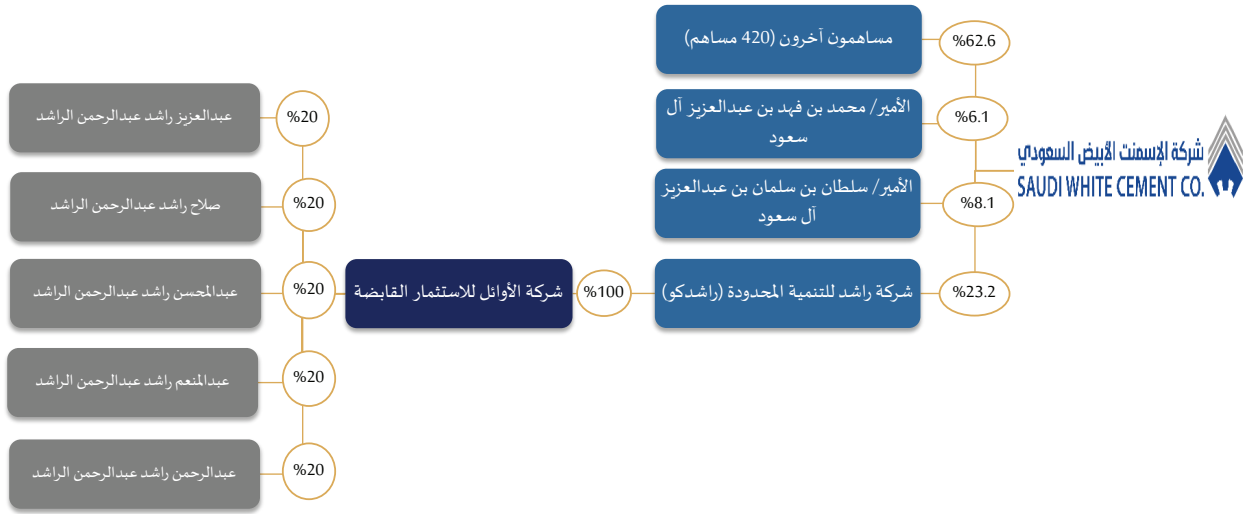 شركة الإسمنت الأبيض السعودي
SAUDI WHITE CEMENT CO.
%62.6
مساهمون آخرون (420 مساهم)
%6.1
الأمير/ محمد بن فهد بن عبدالعزيز آل
سعود
%8.1
الأمير/ سلطان بن سلمان بن عبدالعزيز
آل سعود
%23.2
شركة راشد للتنمية المحدودة (راشدكو)
%100
شركة الأوائل للاستثمار القابضة
%20
عبدالعزيز راشد عبدالرحمن الراشد
%20
صلاح راشد عبدالرحمن الراشد
%20
عبدالمحسن راشد عبدالرحمن الراشد
%20
عبدالمنعم راشد عبدالرحمن الراشد
%20
عبدالرحمن راشد عبدالرحمن الراشد